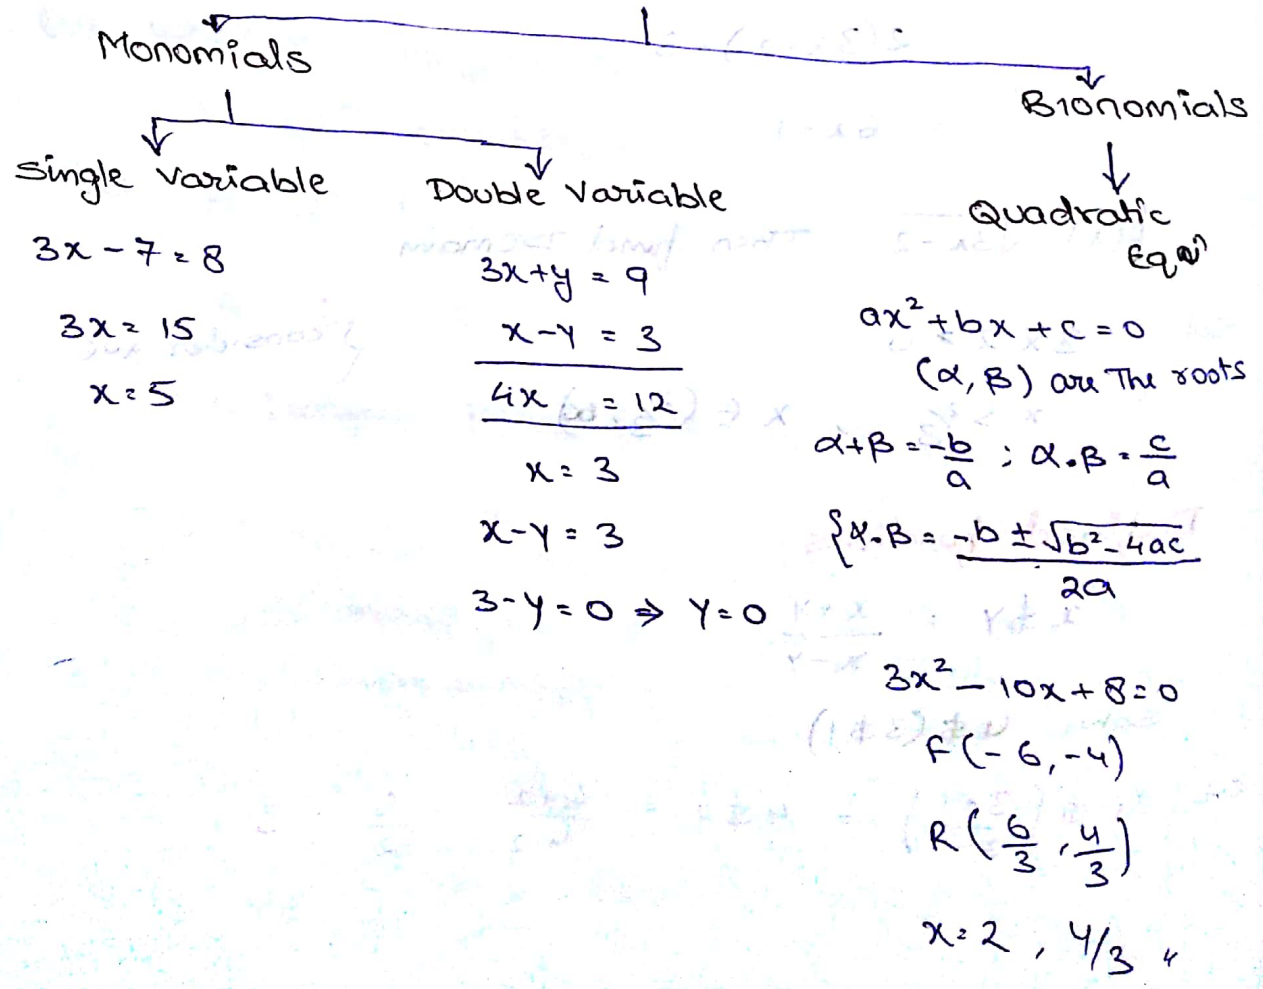 Monomials
Bionomials
Single Variable
Double Variable
Quadratic
Eqn
3x - 7 = 8
3x = 15
x = 5
3x + y = 9
x - y = 3
4x = 12
x = 3
x - y = 3
3 - y = 0 ⇒ y = 0
ax² + bx + c = 0
(α, β) are The roots
α + β = -b/a ; α . β = c/a
{α . β = -b ± √b² - 4ac / 2a
3x² - 10x + 8 = 0
F (-6, -4)
R (6/3, 4/3)
x = 2 , 4/3 "